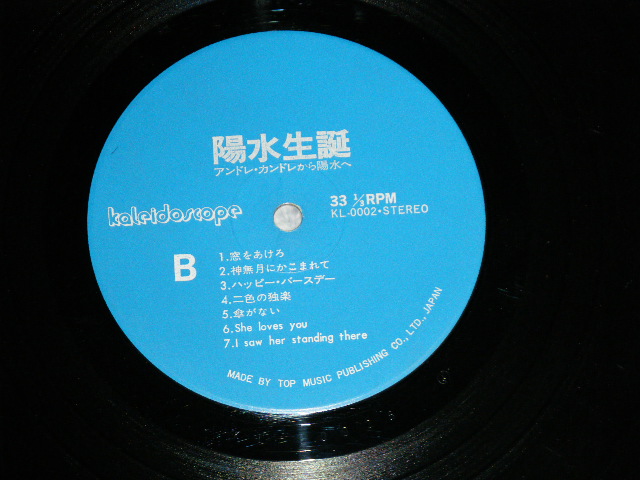 陽水生誕
アンドレ・カンドレから陽水へ
kaleidoscope
33 1/3 RPM
KL-0002・STEREO
B
1.窓をあけろ
2.神無月にかこまれて
3.ハッピー・バースデー
4.二色の独楽
5.傘がない
6.She loves you
7.I saw her standing there
MADE BY TOP MUSIC PUBLISHING CO., LTD., JAPAN